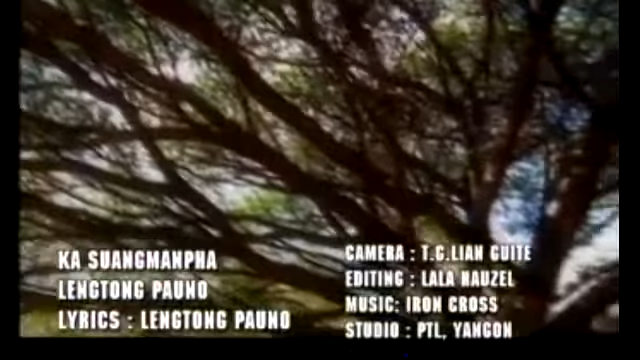 KA SUANGMANPHA
LENGTONG PAUNO
LYRICS : LENGTONG PAUNO
CAMERA : T.G.LIAN GUITE
EDITING : LALA HAUZEL
MUSIC: IRON CROSS
STUDIO : PTL, YANGON